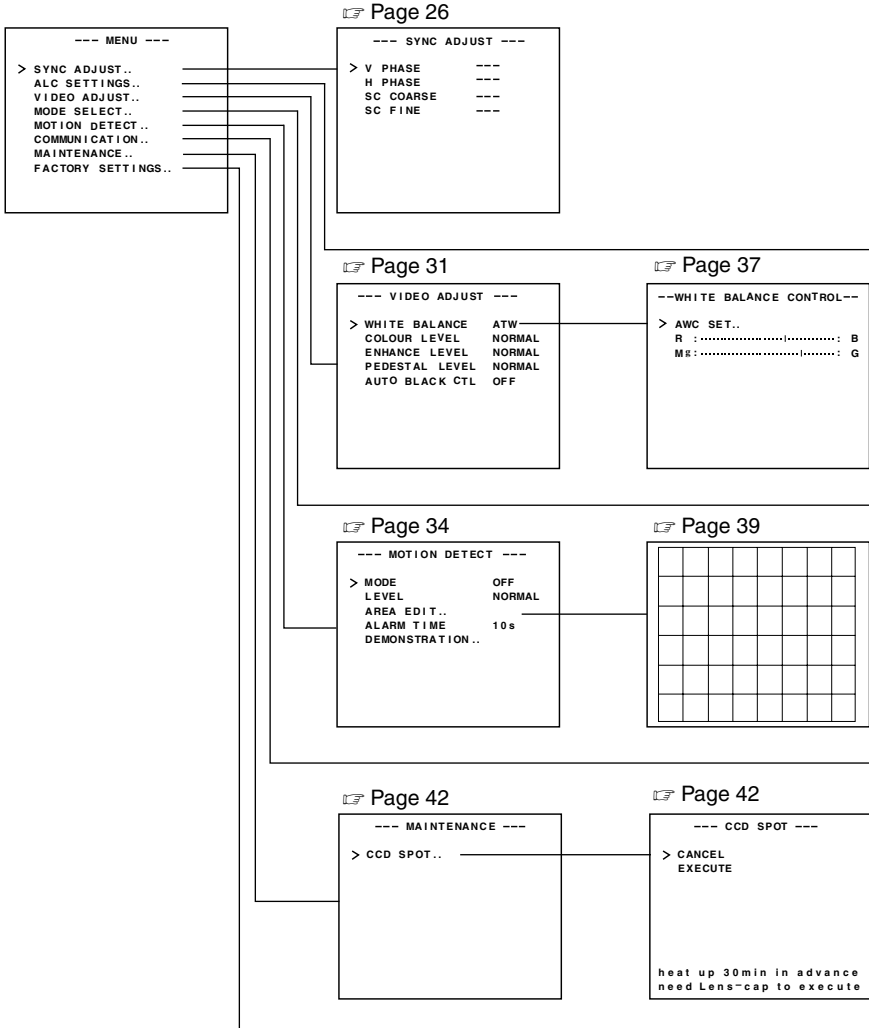 ☞ Page 26
--- MENU ---
> SYNC ADJUST..
ALC SETTINGS..
VIDEO ADJUST..
MODE SELECT..
MOTION DETECT..
COMMUNICATION..
MAINTENANCE..
FACTORY SETTINGS..
--- SYNC ADJUST ---
> V PHASE ---
H PHASE ---
SC COARSE ---
SC FINE ---
☞ Page 31
--- VIDEO ADJUST ---
> WHITE BALANCE ATW
COLOUR LEVEL NORMAL
ENHANCE LEVEL NORMAL
PEDESTAL LEVEL NORMAL
AUTO BLACK CTL OFF
☞ Page 37
--WHITE BALANCE CONTROL--
> AWC SET..
R : : B
Mg : : G
☞ Page 34
--- MOTION DETECT ---
> MODE OFF
LEVEL NORMAL
AREA EDIT..
ALARM TIME 10s
DEMONSTRATION..
☞ Page 39
☞ Page 42
--- MAINTENANCE ---
> CCD SPOT..
☞ Page 42
--- CCD SPOT ---
> CANCEL
EXECUTE
heat up 30min in advance
need Lens-cap to execute